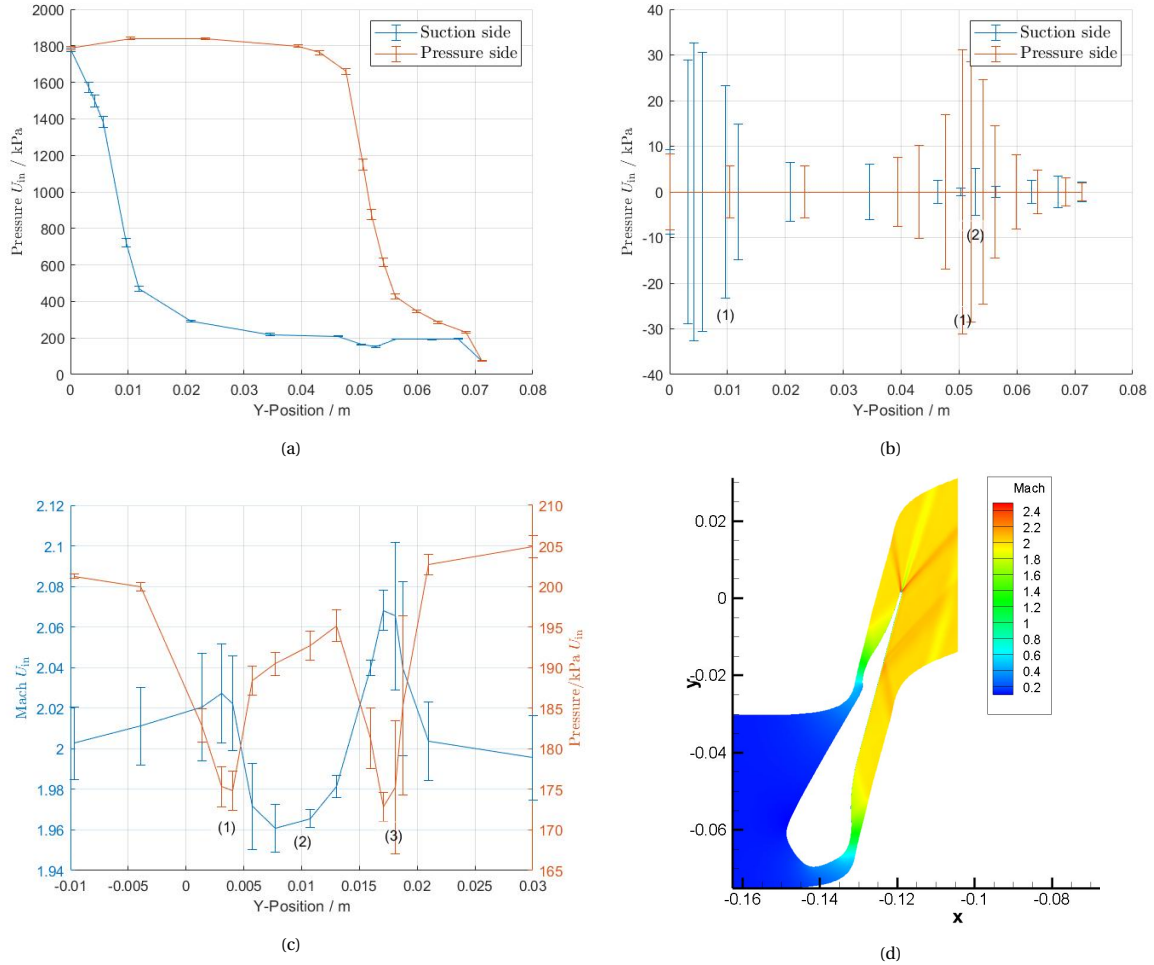 2000
1800
1600
1400
1200
1000
800
600
400
200
0
Pressure U_in / kPa
Suction side
Pressure side
0 0.01 0.02 0.03 0.04 0.05 0.06 0.07 0.08
Y-Position / m
(a)
40
30
20
10
0
-10
-20
-30
-40
Pressure U_in / kPa
Suction side
Pressure side
(2)
(1)
(1)
0 0.01 0.02 0.03 0.04 0.05 0.06 0.07 0.08
Y-Position / m
(b)
2.12
2.1
2.08
2.06
2.04
2.02
2
1.98
1.96
1.94
Mach U_in
210
205
200
195
190
185
180
175
170
165
Pressure/kPa U_in
(1)
(2)
(3)
-0.01 -0.005 0 0.005 0.01 0.015 0.02 0.03
Y-Position / m
(c)
Mach
2.4
2.2
2
1.8
1.6
1.4
1.2
1
0.8
0.6
0.4
0.2
0.02
0
-0.02
-0.04
-0.06
y
-0.16 -0.14 -0.12 -0.1 -0.08
x
(d)